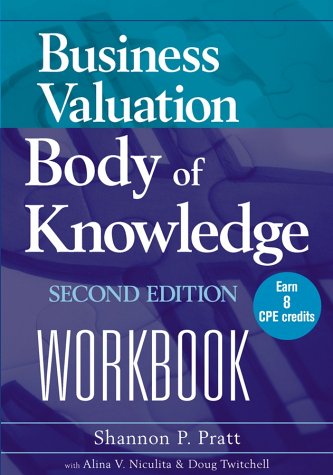 Business
Valuation
Body of
Knowledge
SECOND EDITION
Earn
8
CPE credits
WORKBOOK
Shannon P. Pratt
with Alina V. Niculita & Doug Twitchell